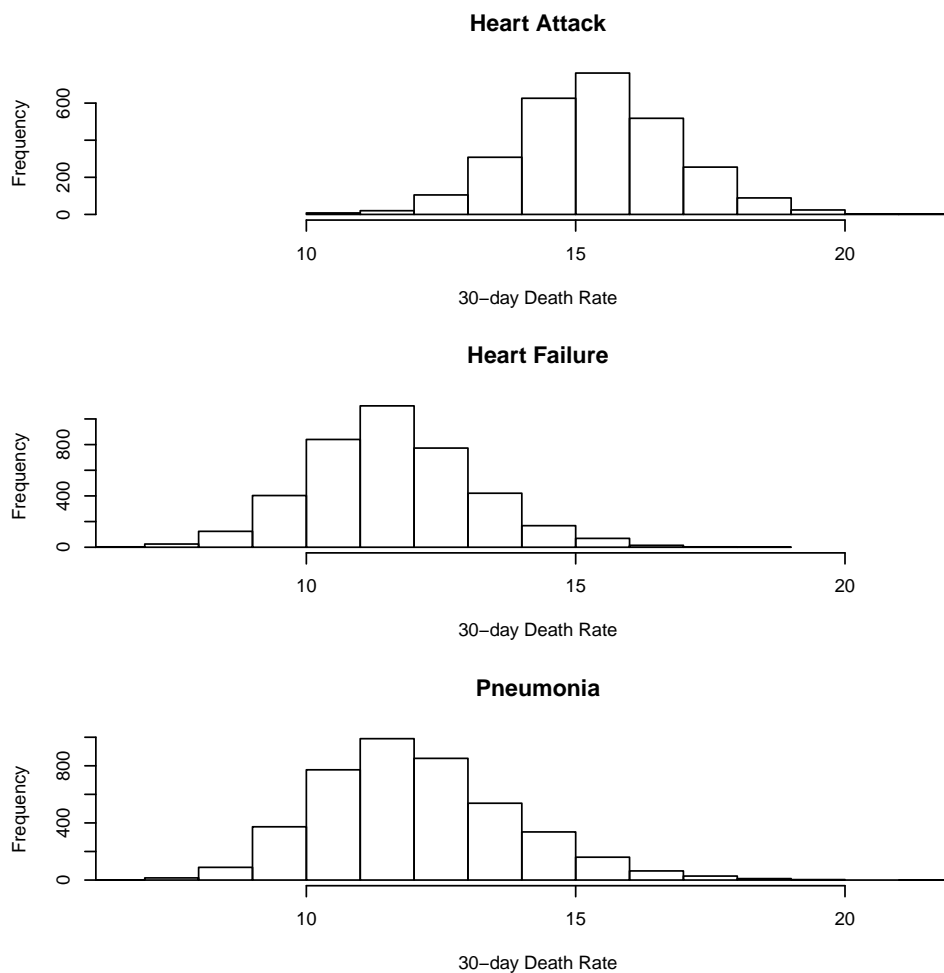 Heart Attack
Frequency
600
200
0
10 15 20
30−day Death Rate
Heart Failure
Frequency
800
400
0
10 15 20
30−day Death Rate
Pneumonia
Frequency
800
400
0
10 15 20
30−day Death Rate